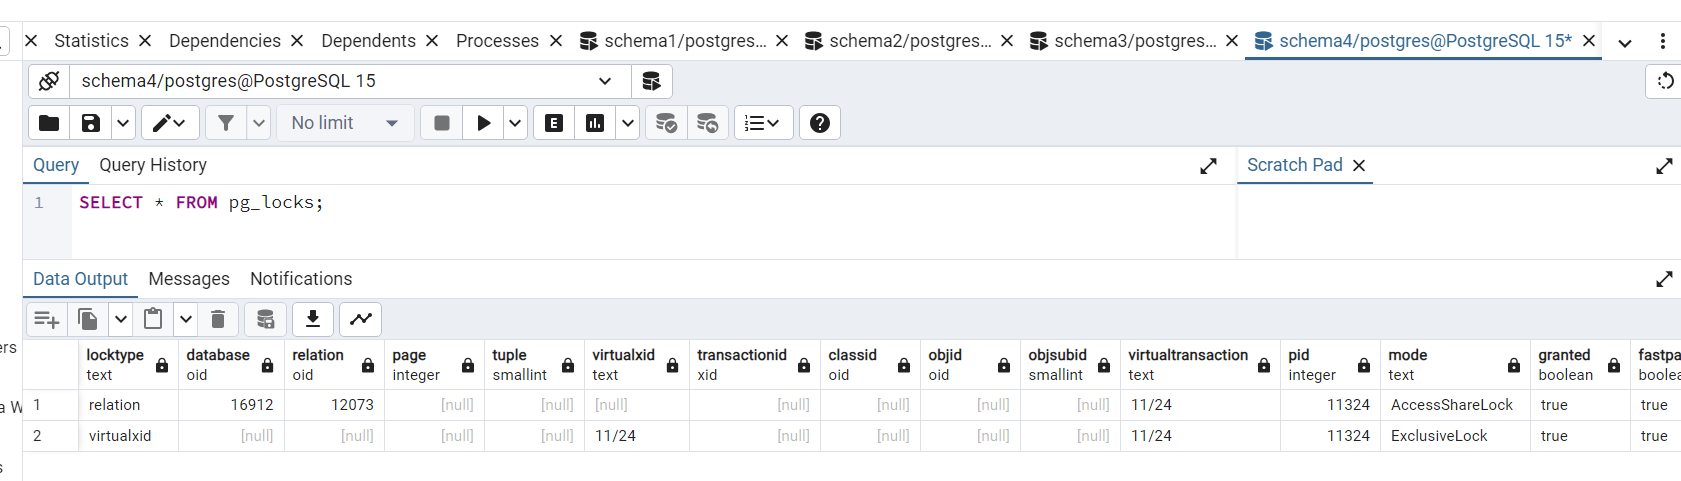 Statistics Dependencies Dependents Processes schema1/postgres... schema2/postgres... schema3/postgres... schema4/postgres@PostgreSQL 15*
schema4/postgres@PostgreSQL 15
No limit E
Query Query History Scratch Pad
1 SELECT * FROM pg_locks;
Data Output Messages Notifications
locktype database relation page tuple virtualxid transactionid classid objid objsubid virtualtransaction pid mode granted fastpa
text oid oid integer smallint text xid oid oid smallint text integer text boolean boolea
ers
1 relation 16912 12073 [null] [null] [null] [null] [null] [null] [null] 11/24 11324 AccessShareLock true true
a W
2 virtualxid [null] [null] [null] [null] 11/24 [null] [null] [null] [null] 11/24 11324 ExclusiveLock true true
s